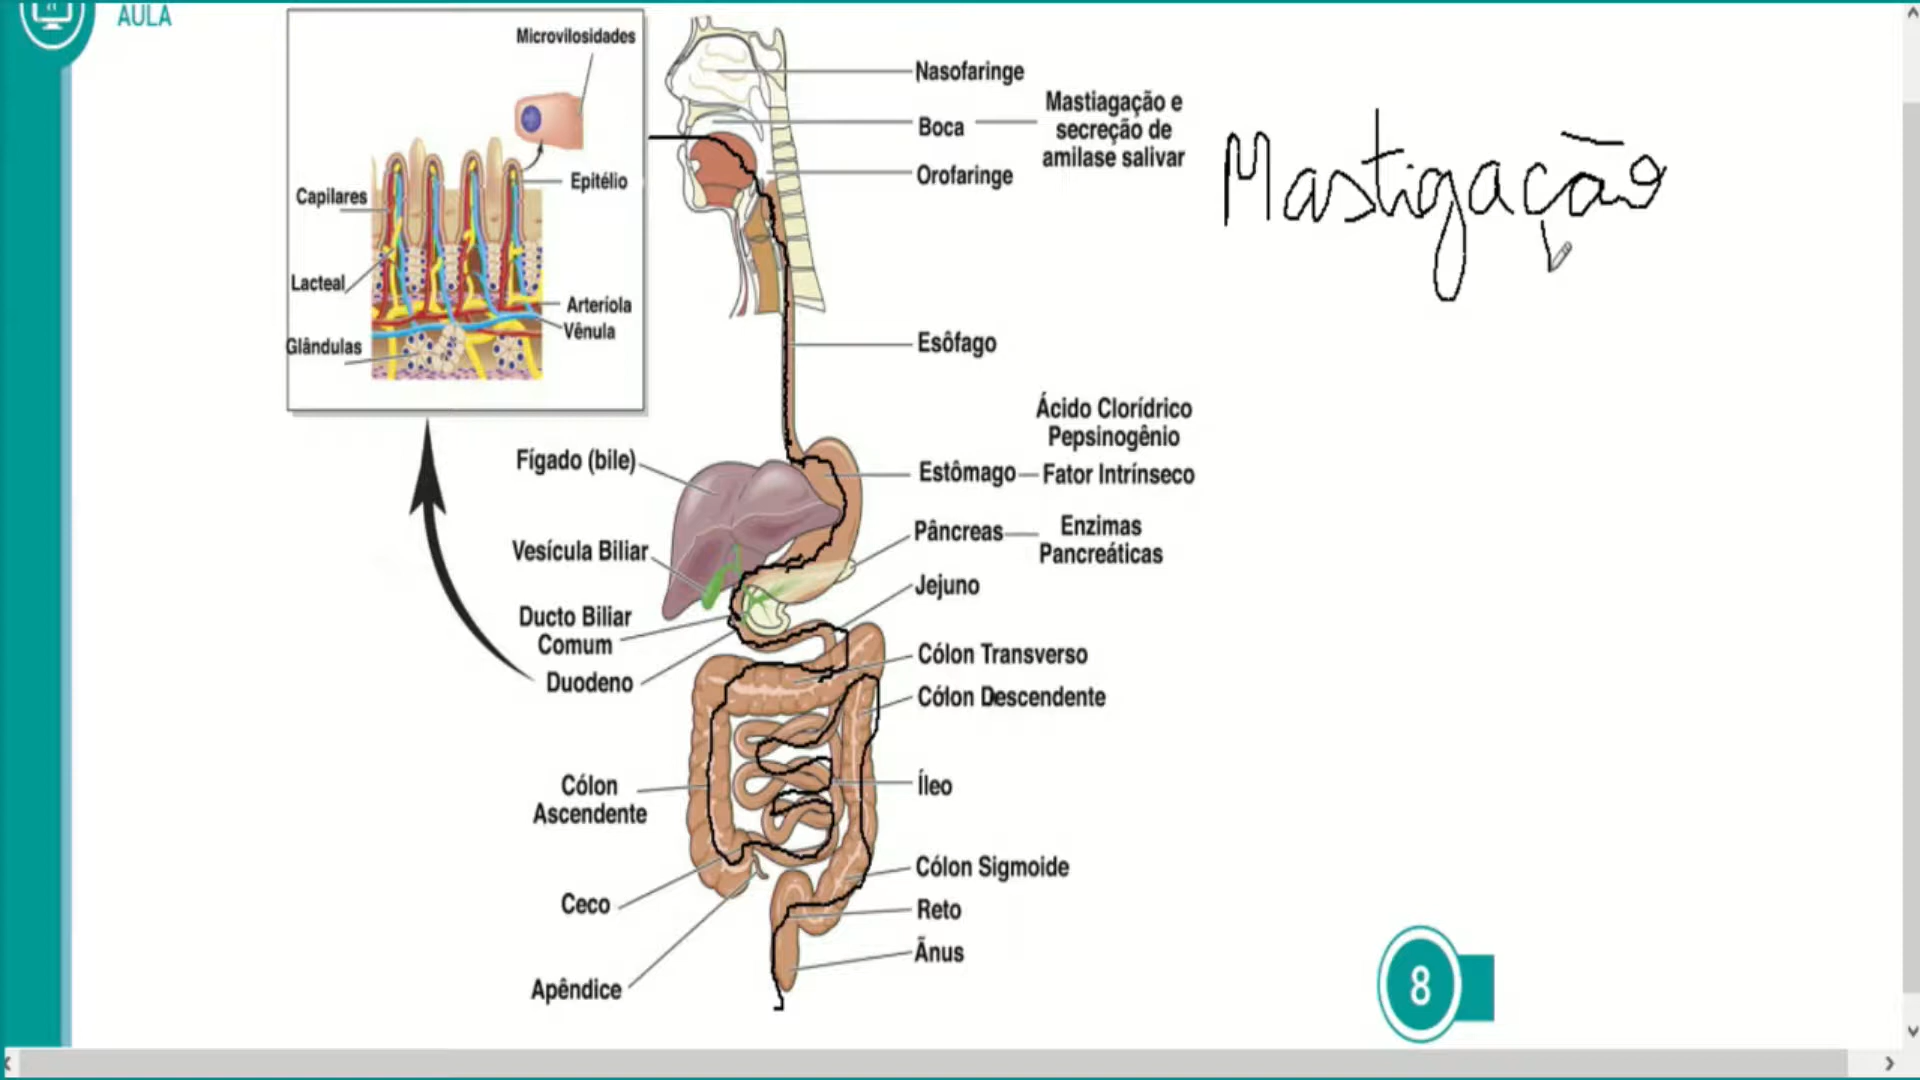 AULA
Microvilosidades
Epitélio
Capilares
Lacteal
Arteríola
Vênula
Glândulas
Nasofaringe
Boca
Mastiagação e
secreção de
amilase salivar
Orofaringe
Mastigação
Esôfago
Ácido Clorídrico
Pepsinogênio
Estômago
Fator Intrínseco
Pâncreas
Enzimas
Pancreáticas
Jejuno
Fígado (bile)
Vesícula Biliar
Ducto Biliar
Comum
Duodeno
Cólon Transverso
Cólon Descendente
Cólon
Ascendente
Íleo
Ceco
Cólon Sigmoide
Reto
Ãnus
Apêndice
8